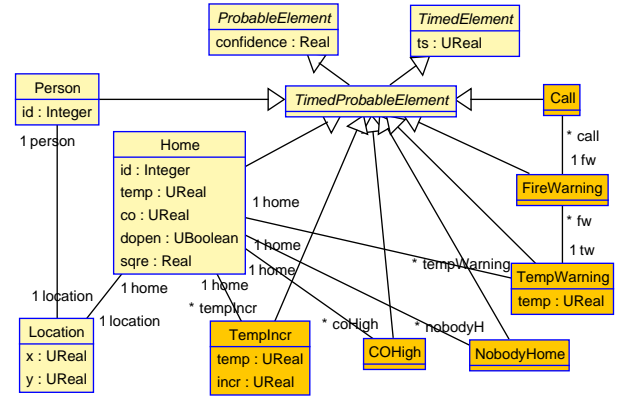 ProbableElement
confidence : Real
TimedElement
ts : UReal
Person
id : Integer
TimedProbableElement
Call
1 person
* call
Home
id : Integer
temp : UReal
co : UReal
dopen : UBoolean
sqre : Real
1 fw
FireWarning
1 home
* fw
1 home
1 tw
1 home
* tempWarning
TempWarning
temp : UReal
1 home
1 home
1 location
* tempIncr
1 location
* coHigh
* nobodyH
Location
x : UReal
y : UReal
TempIncr
temp : UReal
incr : UReal
COHigh
NobodyHome